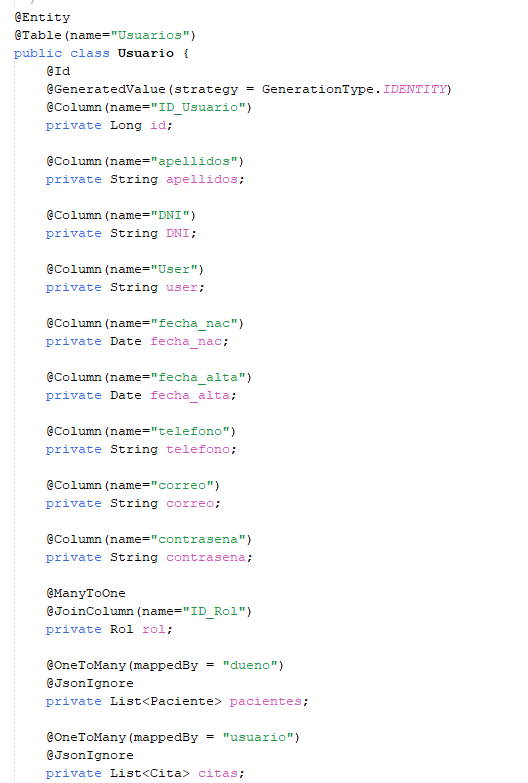 @Entity
@Table(name="Usuarios")
public class Usuario {
@Id
@GeneratedValue(strategy = GenerationType.IDENTITY)
@Column(name="ID_Usuario")
private Long id;
@Column(name="apellidos")
private String apellidos;
@Column(name="DNI")
private String DNI;
@Column(name="User")
private String user;
@Column(name="fecha_nac")
private Date fecha_nac;
@Column(name="fecha_alta")
private Date fecha_alta;
@Column(name="telefono")
private String telefono;
@Column(name="correo")
private String correo;
@Column(name="contrasena")
private String contrasena;
@ManyToOne
@JoinColumn(name="ID_Rol")
private Rol rol;
@OneToMany(mappedBy = "dueno")
@JsonIgnore
private List<Paciente> pacientes;
@OneToMany(mappedBy = "usuario")
@JsonIgnore
private List<Cita> citas;